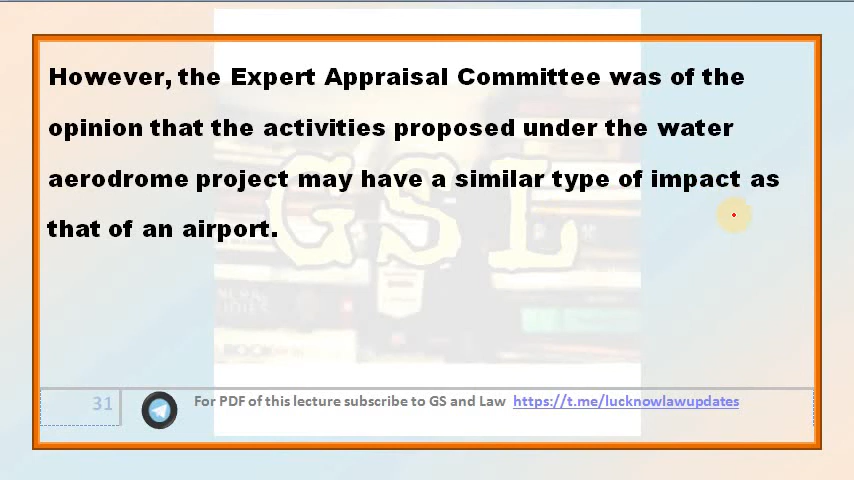 However, the Expert Appraisal Committee was of the
opinion that the activities proposed under the water
aerodrome project may have a similar type of impact as
that of an airport.
GSL
31
For PDF of this lecture subscribe to GS and Law https://t.me/lucknowlawupdates